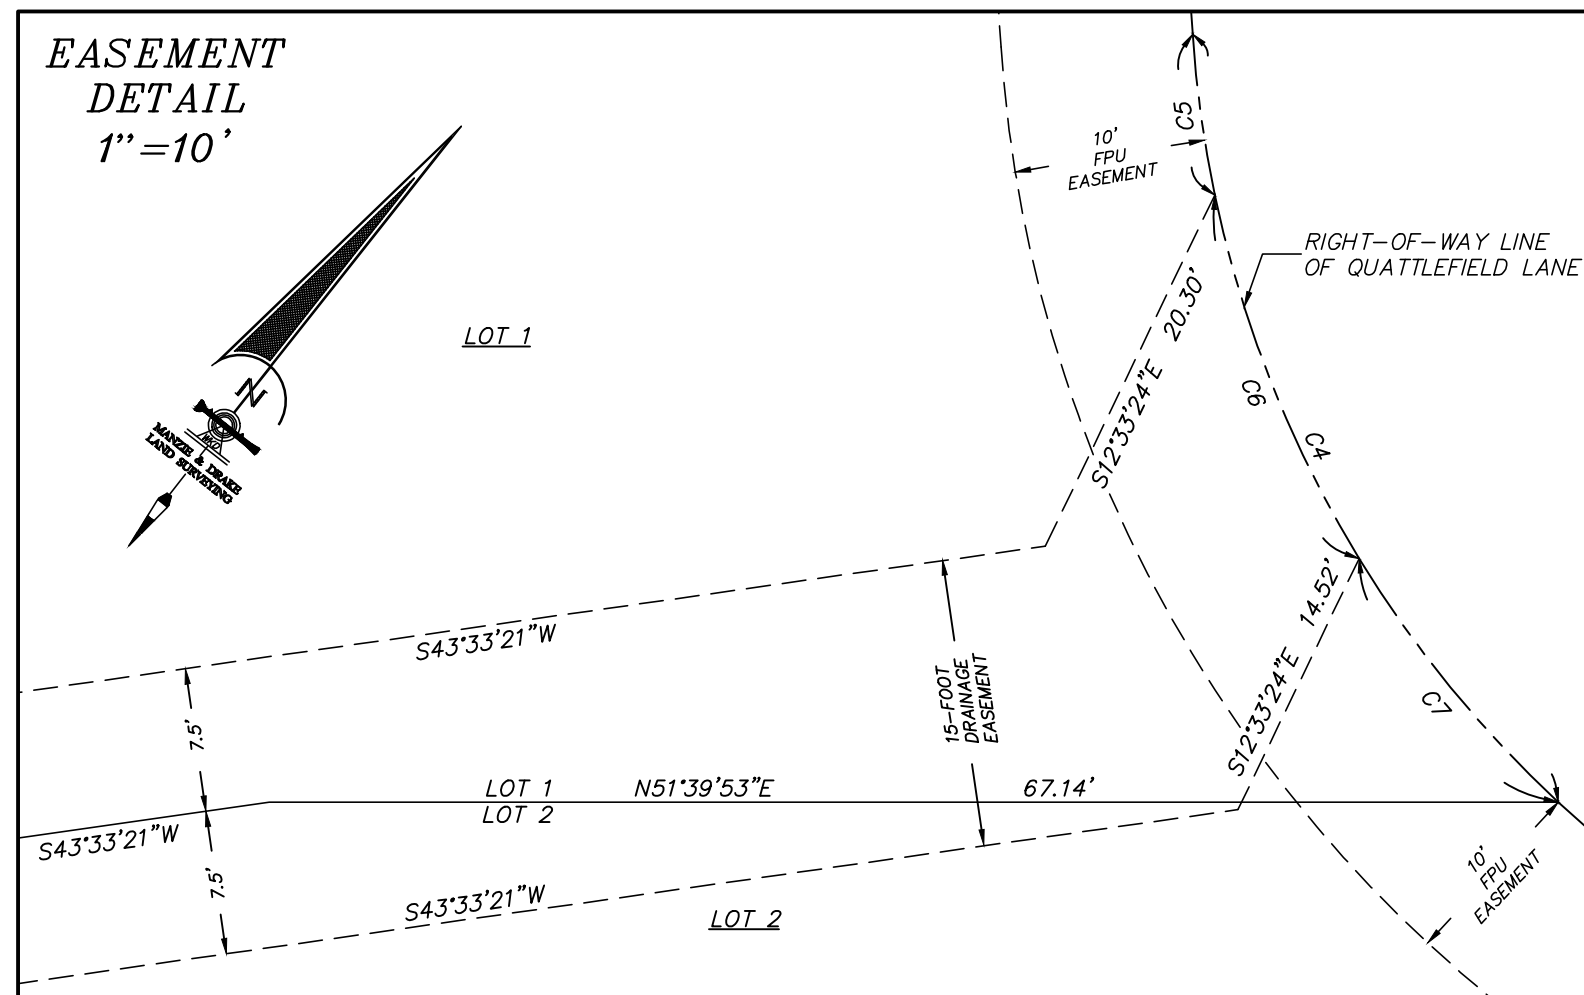 EASEMENT
DETAIL
1"=10'
C5
10'
FPU
EASEMENT
RIGHT-OF-WAY LINE
OF QUATTLEFIELD LANE
LOT 1
S12°33'24"E 20.30'
N
W.K.D.
MANZIE & DRAKE
LAND SURVEYING
C6
C4
S43°33'21"W
15-FOOT
DRAINAGE
EASEMENT
S12°33'24"E 14.52'
C7
7.5'
LOT 1 N51°39'53"E 67.14'
LOT 2
S43°33'21"W
7.5'
S43°33'21"W
LOT 2
10'
FPU
EASEMENT